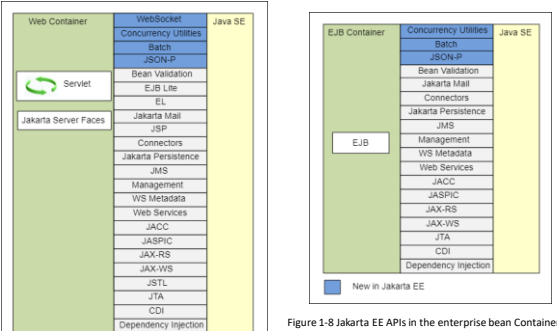 Web Container
WebSocket
Java SE
Concurrency Utilities
Batch
JSON-P
Bean Validation
Servlet
EJB Lite
EL
Jakarta Mail
Jakarta Server Faces
JSP
Connectors
Jakarta Persistence
JMS
Management
WS Metadata
Web Services
JACC
JASPIC
JAX-RS
JAX-WS
JSTL
JTA
CDI
Dependency Injection
EJB Container
Concurrency Utilities
Java SE
Batch
JSON-P
Bean Validation
Jakarta Mail
Connectors
Jakarta Persistence
JMS
EJB
Management
WS Metadata
Web Services
JACC
JASPIC
JAX-RS
JAX-WS
JTA
CDI
Dependency Injection
New in Jakarta EE
Figure 1-8 Jakarta EE APIs in the enterprise bean Container